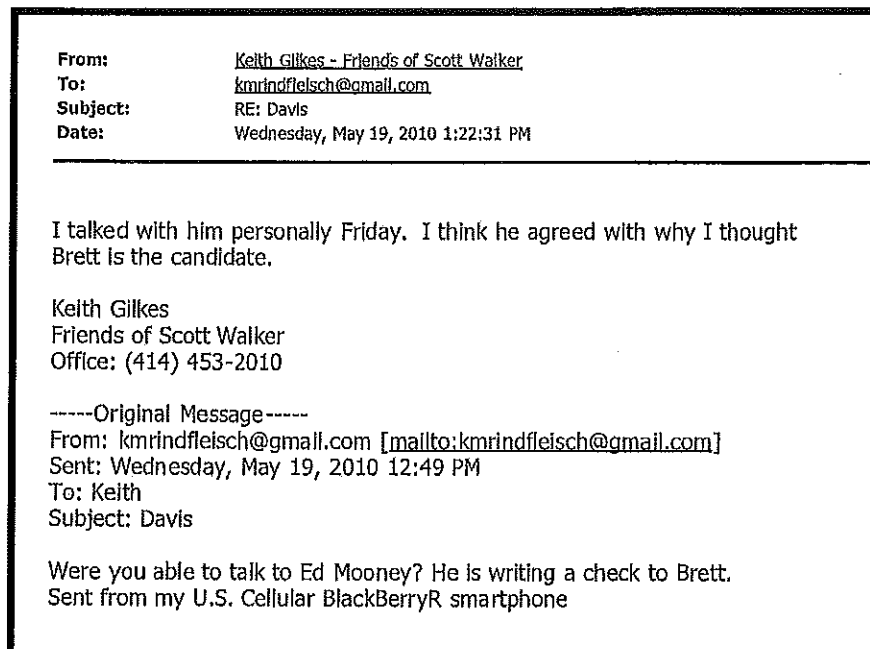 From: Keith Gilkes - Friends of Scott Walker
To: kmrindfleisch@gmail.com
Subject: RE: Davis
Date: Wednesday, May 19, 2010 1:22:31 PM
I talked with him personally Friday. I think he agreed with why I thought
Brett is the candidate.
Keith Gilkes
Friends of Scott Walker
Office: (414) 453-2010
-----Original Message-----
From: kmrindfleisch@gmail.com [mailto:kmrindfleisch@gmail.com]
Sent: Wednesday, May 19, 2010 12:49 PM
To: Keith
Subject: Davis
Were you able to talk to Ed Mooney? He is writing a check to Brett.
Sent from my U.S. Cellular BlackBerryR smartphone